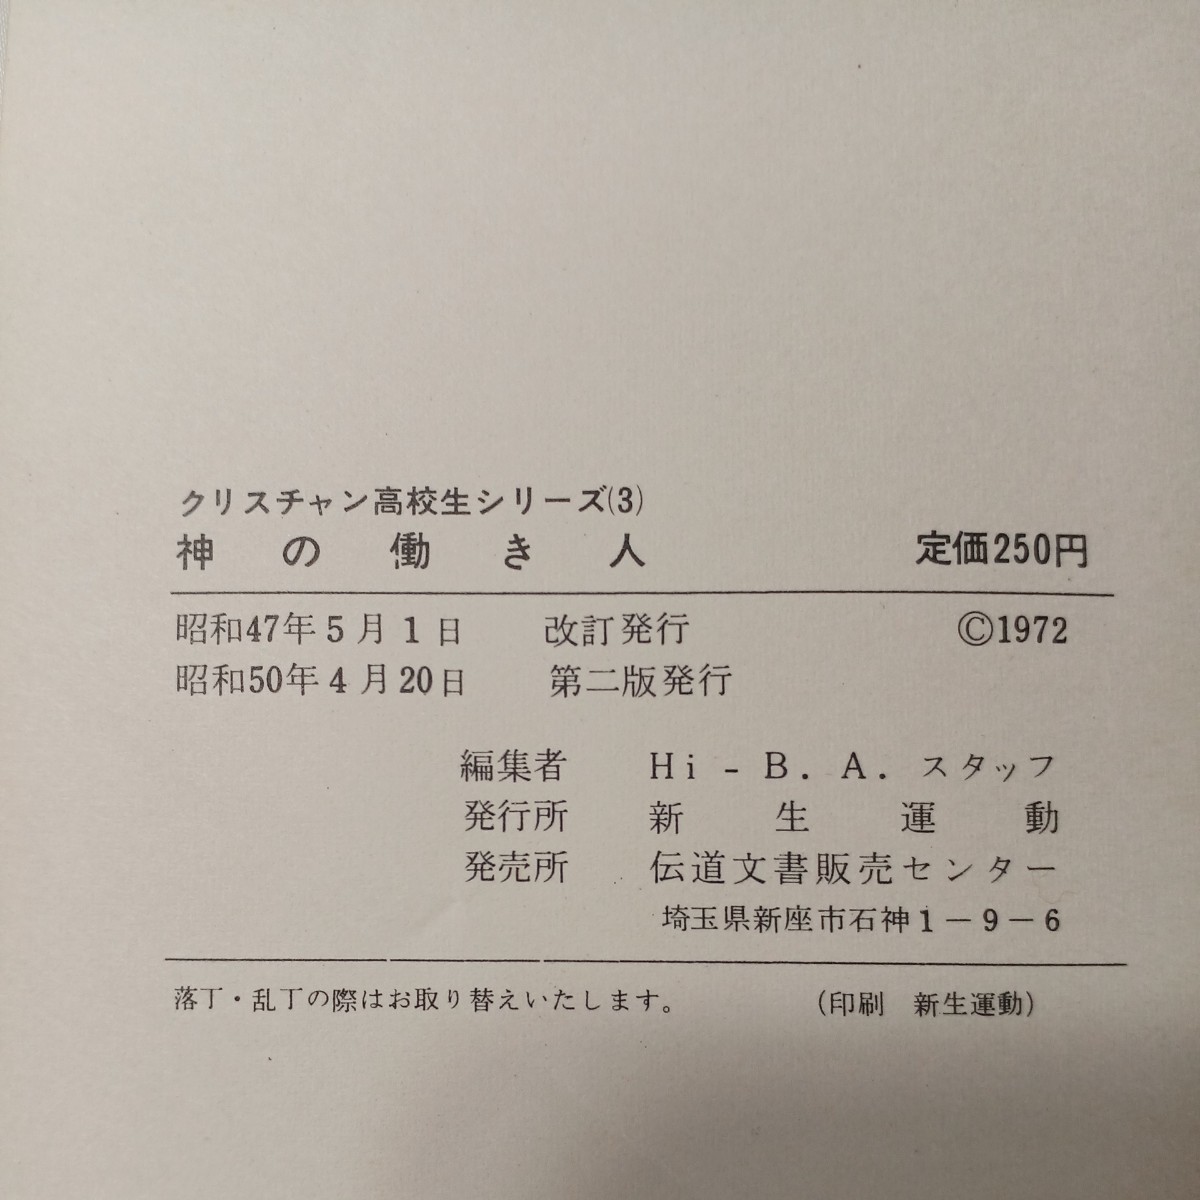 クリスチャン高校生シリーズ(3)
神の働き人 定価250円
昭和47年5月1日 改訂発行 ©1972
昭和50年4月20日 第二版発行
編集者 Hi-B.A.スタッフ
発行所 新生運動
発売所 伝道文書販売センター
埼玉県新座市石神1-9-6
落丁・乱丁の際はお取り替えいたします。 (印刷 新生運動)